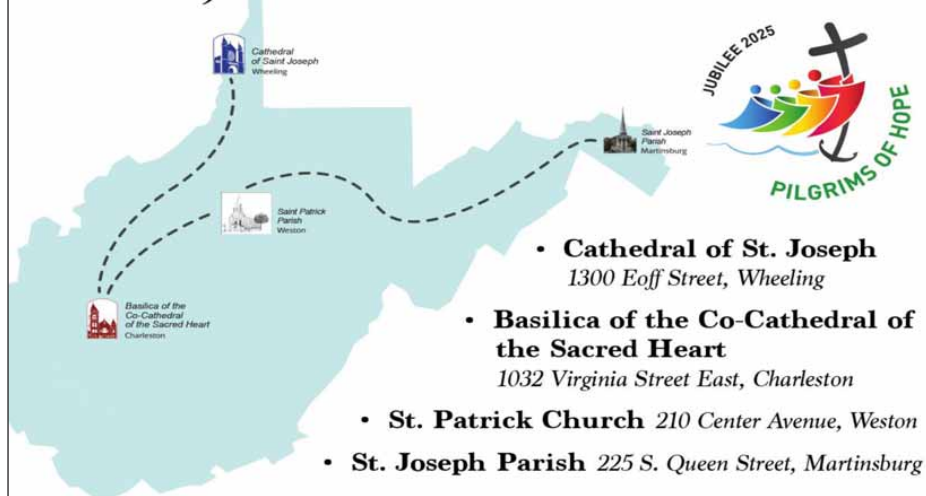 Cathedral
of Saint Joseph
Wheeling
JUBILEE 2025
PILGRIMS OF HOPE
Saint Joseph
Parish
Martinsburg
Saint Patrick
Parish
Weston
Basilica of the
Co-Cathedral
of the Sacred Heart
Charleston
• Cathedral of St. Joseph
1300 Eoff Street, Wheeling
• Basilica of the Co-Cathedral of
the Sacred Heart
1032 Virginia Street East, Charleston
• St. Patrick Church 210 Center Avenue, Weston
• St. Joseph Parish 225 S. Queen Street, Martinsburg